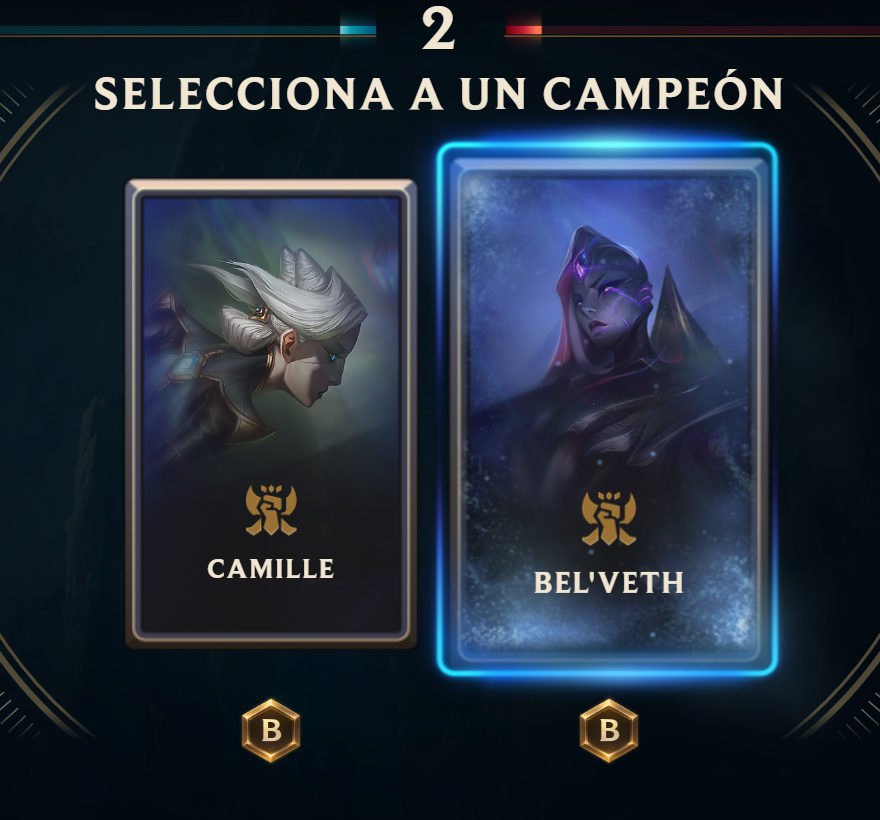 2
SELECCIONA A UN CAMPEÓN
CAMILLE
BEL'VETH
B
B